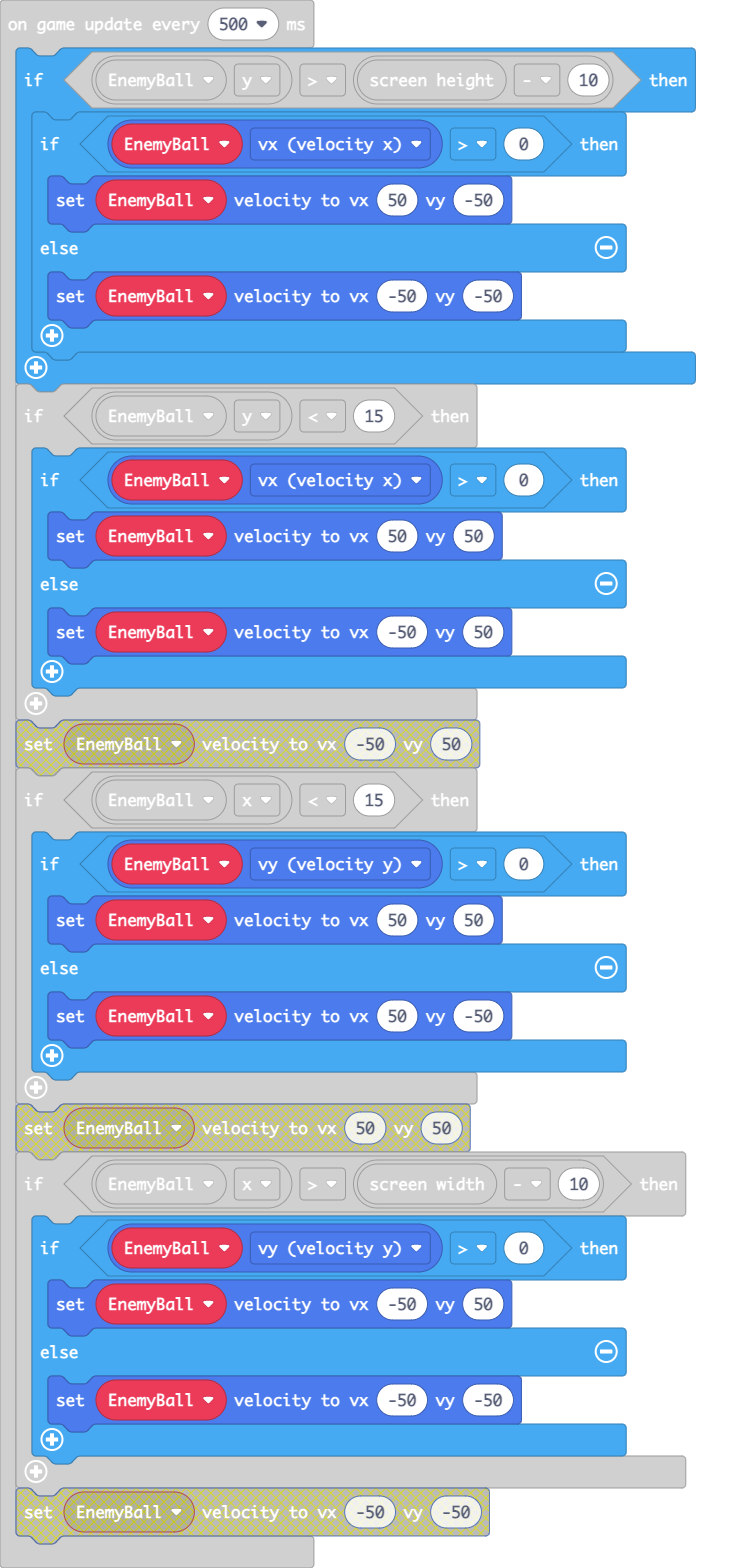 on game update every 500 ms
if EnemyBall y > screen height - 10 then
if EnemyBall vx (velocity x) > 0 then
set EnemyBall velocity to vx 50 vy -50
else
set EnemyBall velocity to vx -50 vy -50
if EnemyBall y < 15 then
if EnemyBall vx (velocity x) > 0 then
set EnemyBall velocity to vx 50 vy 50
else
set EnemyBall velocity to vx -50 vy 50
set EnemyBall velocity to vx -50 vy 50
if EnemyBall x < 15 then
if EnemyBall vy (velocity y) > 0 then
set EnemyBall velocity to vx 50 vy 50
else
set EnemyBall velocity to vx 50 vy -50
set EnemyBall velocity to vx 50 vy 50
if EnemyBall x > screen width - 10 then
if EnemyBall vy (velocity y) > 0 then
set EnemyBall velocity to vx -50 vy 50
else
set EnemyBall velocity to vx -50 vy -50
set EnemyBall velocity to vx -50 vy -50